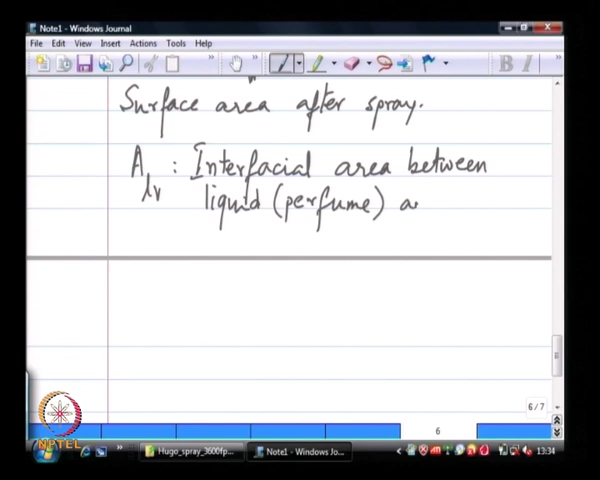 Note1 - Windows Journal
File Edit View Insert Actions Tools Help
B I
Surface area after spray.
A lv : Interfacial area between
liquid (perfume) a
6/7
6
NPTEL
Hugo_spray_3600fp...
Note1 - Windows Jo...
13:34